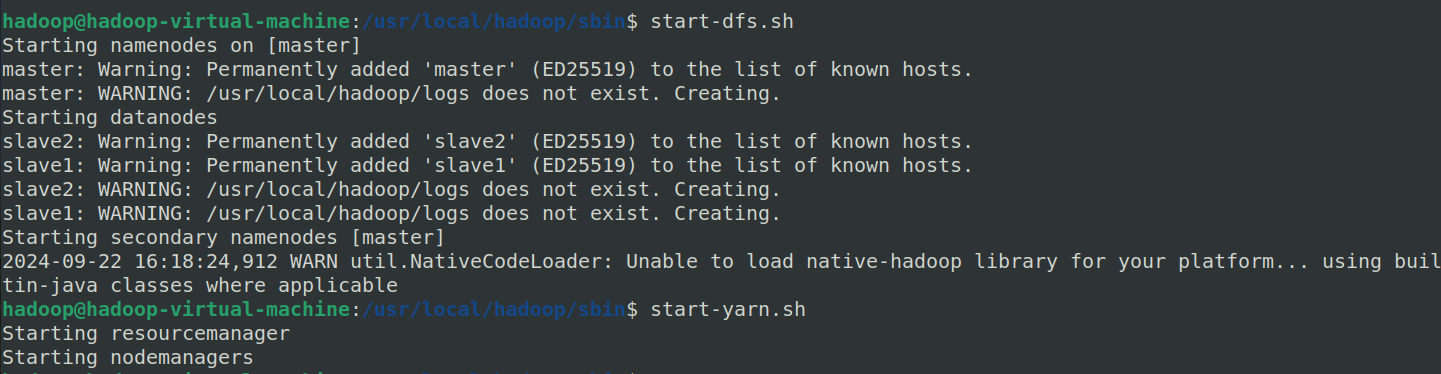 hadoop@hadoop-virtual-machine:/usr/local/hadoop/sbin$ start-dfs.sh
Starting namenodes on [master]
master: Warning: Permanently added 'master' (ED25519) to the list of known hosts.
master: WARNING: /usr/local/hadoop/logs does not exist. Creating.
Starting datanodes
slave2: Warning: Permanently added 'slave2' (ED25519) to the list of known hosts.
slave1: Warning: Permanently added 'slave1' (ED25519) to the list of known hosts.
slave2: WARNING: /usr/local/hadoop/logs does not exist. Creating.
slave1: WARNING: /usr/local/hadoop/logs does not exist. Creating.
Starting secondary namenodes [master]
2024-09-22 16:18:24,912 WARN util.NativeCodeLoader: Unable to load native-hadoop library for your platform... using buil
tin-java classes where applicable
hadoop@hadoop-virtual-machine:/usr/local/hadoop/sbin$ start-yarn.sh
Starting resourcemanager
Starting nodemanagers